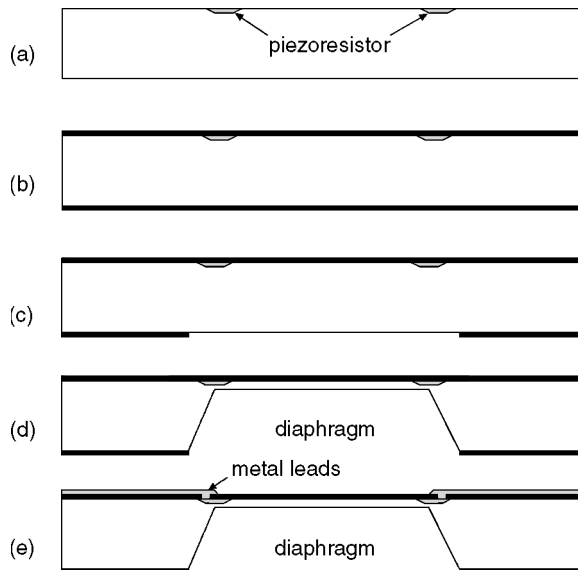 (a)
piezoresistor
(b)
(c)
(d)
diaphragm
metal leads
(e)
diaphragm